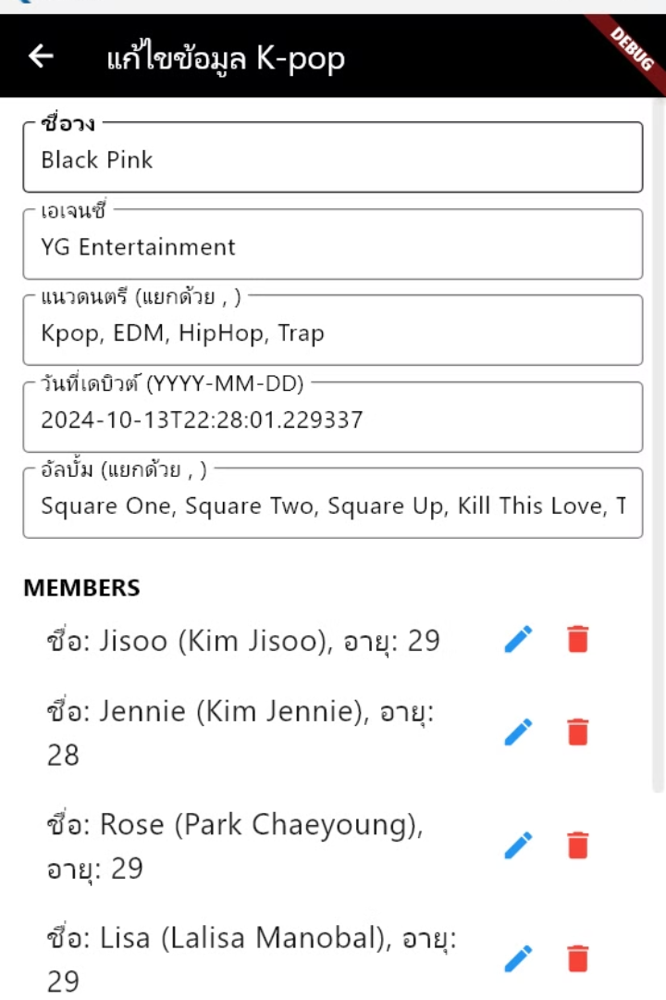 แก้ไขข้อมูล K-pop
DEBUG
ชื่อวง
Black Pink
เอเจนซี่
YG Entertainment
แนวดนตรี (แยกด้วย , )
Kpop, EDM, HipHop, Trap
วันที่เดบิวต์ (YYYY-MM-DD)
2024-10-13T22:28:01.229337
อัลบั้ม (แยกด้วย , )
Square One, Square Two, Square Up, Kill This Love, T
MEMBERS
ชื่อ: Jisoo (Kim Jisoo), อายุ: 29
ชื่อ: Jennie (Kim Jennie), อายุ:
28
ชื่อ: Rose (Park Chaeyoung),
อายุ: 29
ชื่อ: Lisa (Lalisa Manobal), อายุ:
29